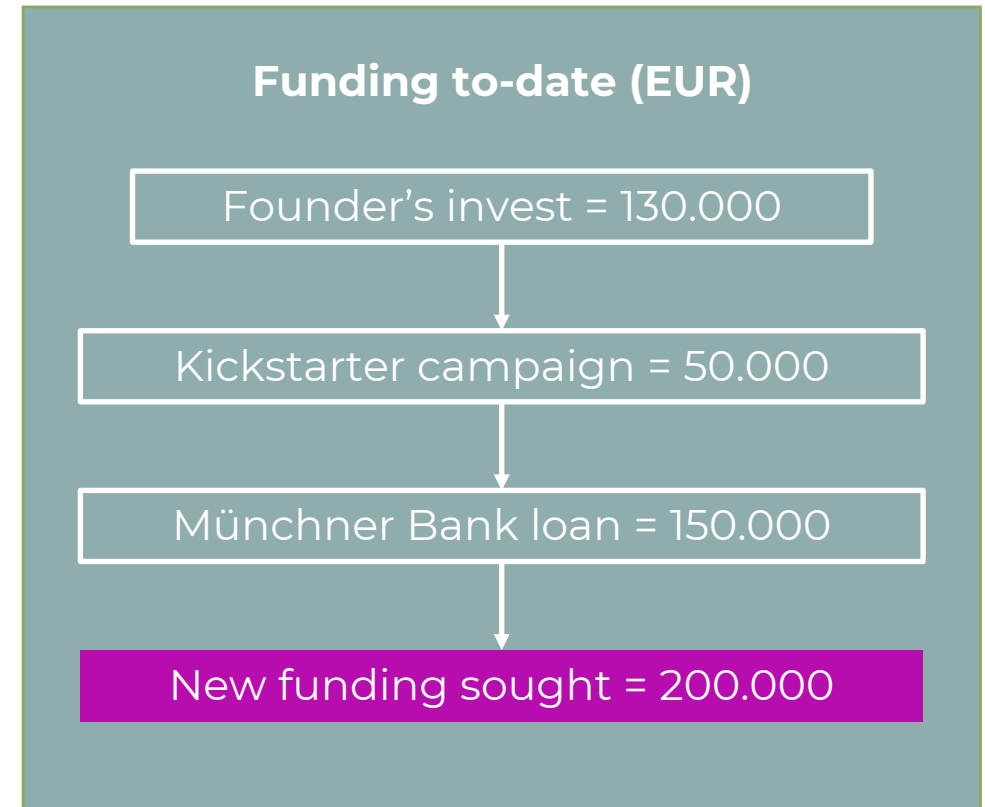 Funding to-date (EUR)
Founder’s invest = 130.000
Kickstarter campaign = 50.000
Münchner Bank loan = 150.000
New funding sought = 200.000